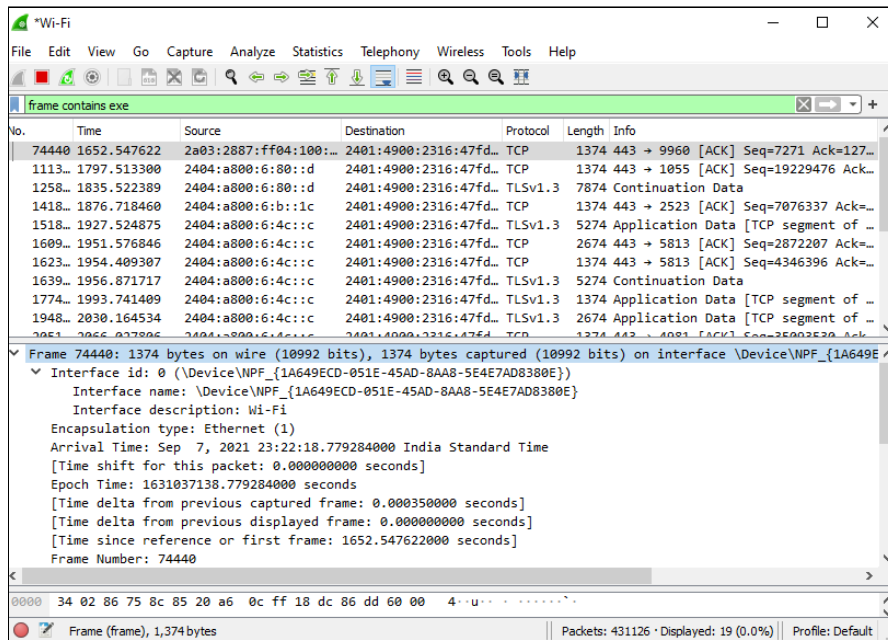 *Wi-Fi
File Edit View Go Capture Analyze Statistics Telephony Wireless Tools Help
frame contains exe
No. Time Source Destination Protocol Length Info
74440 1652.547622 2a03:2887:ff04:100:… 2401:4900:2316:47fd… TCP 1374 443 → 9960 [ACK] Seq=7271 Ack=127…
1113… 1797.513300 2404:a800:6:80::d 2401:4900:2316:47fd… TCP 1374 443 → 1055 [ACK] Seq=19229476 Ack…
1258… 1835.522389 2404:a800:6:80::d 2401:4900:2316:47fd… TLSv1.3 7874 Continuation Data
1418… 1876.718460 2404:a800:6:b::1c 2401:4900:2316:47fd… TCP 1374 443 → 2523 [ACK] Seq=7076337 Ack=…
1518… 1927.524875 2404:a800:6:4c::c 2401:4900:2316:47fd… TLSv1.3 5274 Application Data [TCP segment of …
1609… 1951.576846 2404:a800:6:4c::c 2401:4900:2316:47fd… TCP 2674 443 → 5813 [ACK] Seq=2872207 Ack=…
1623… 1954.409307 2404:a800:6:4c::c 2401:4900:2316:47fd… TCP 1374 443 → 5813 [ACK] Seq=4346396 Ack=…
1639… 1956.871717 2404:a800:6:4c::c 2401:4900:2316:47fd… TLSv1.3 5274 Continuation Data
1774… 1993.741409 2404:a800:6:4c::c 2401:4900:2316:47fd… TLSv1.3 1374 Application Data [TCP segment of …
1948… 2030.164534 2404:a800:6:4c::c 2401:4900:2316:47fd… TLSv1.3 2674 Application Data [TCP segment of …
Frame 74440: 1374 bytes on wire (10992 bits), 1374 bytes captured (10992 bits) on interface \Device\NPF_{1A649E
Interface id: 0 (\Device\NPF_{1A649ECD-051E-45AD-8AA8-5E4E7AD8380E})
Interface name: \Device\NPF_{1A649ECD-051E-45AD-8AA8-5E4E7AD8380E}
Interface description: Wi-Fi
Encapsulation type: Ethernet (1)
Arrival Time: Sep 7, 2021 23:22:18.779284000 India Standard Time
[Time shift for this packet: 0.000000000 seconds]
Epoch Time: 1631037138.779284000 seconds
[Time delta from previous captured frame: 0.000350000 seconds]
[Time delta from previous displayed frame: 0.000000000 seconds]
[Time since reference or first frame: 1652.547622000 seconds]
Frame Number: 74440
0000 34 02 86 75 8c 85 20 a6 0c ff 18 dc 86 dd 60 00 4··u·· · ······`·
Frame (frame), 1,374 bytes Packets: 431126 · Displayed: 19 (0.0%) Profile: Default